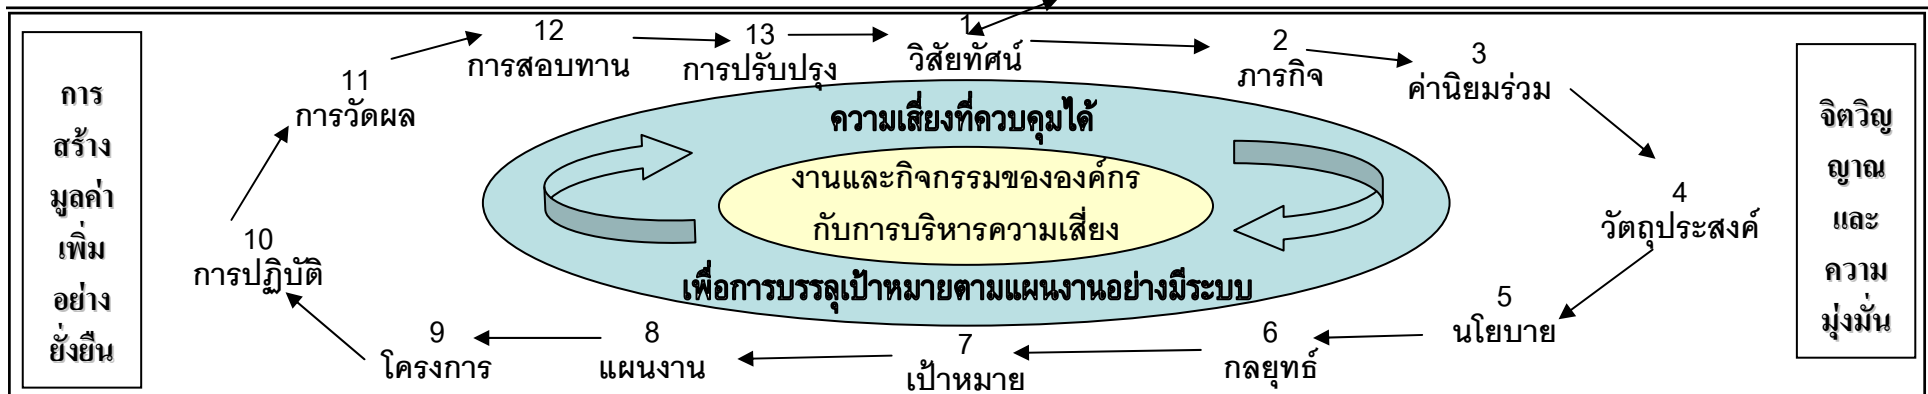 การ
สร้าง
มูลค่า
เพิ่ม
อย่าง
ยั่งยืน
1
วิสัยทัศน์
2
ภารกิจ
3
ค่านิยมร่วม
4
วัตถุประสงค์
5
นโยบาย
6
กลยุทธ์
7
เป้าหมาย
8
แผนงาน
9
โครงการ
10
การปฏิบัติ
11
การวัดผล
12
การสอบทาน
13
การปรับปรุง
ความเสี่ยงที่ควบคุมได้
งานและกิจกรรมขององค์กร
กับการบริหารความเสี่ยง
เพื่อการบรรลุเป้าหมายตามแผนงานอย่างมีระบบ
จิตวิญ
ญาณ
และ
ความ
มุ่งมั่น